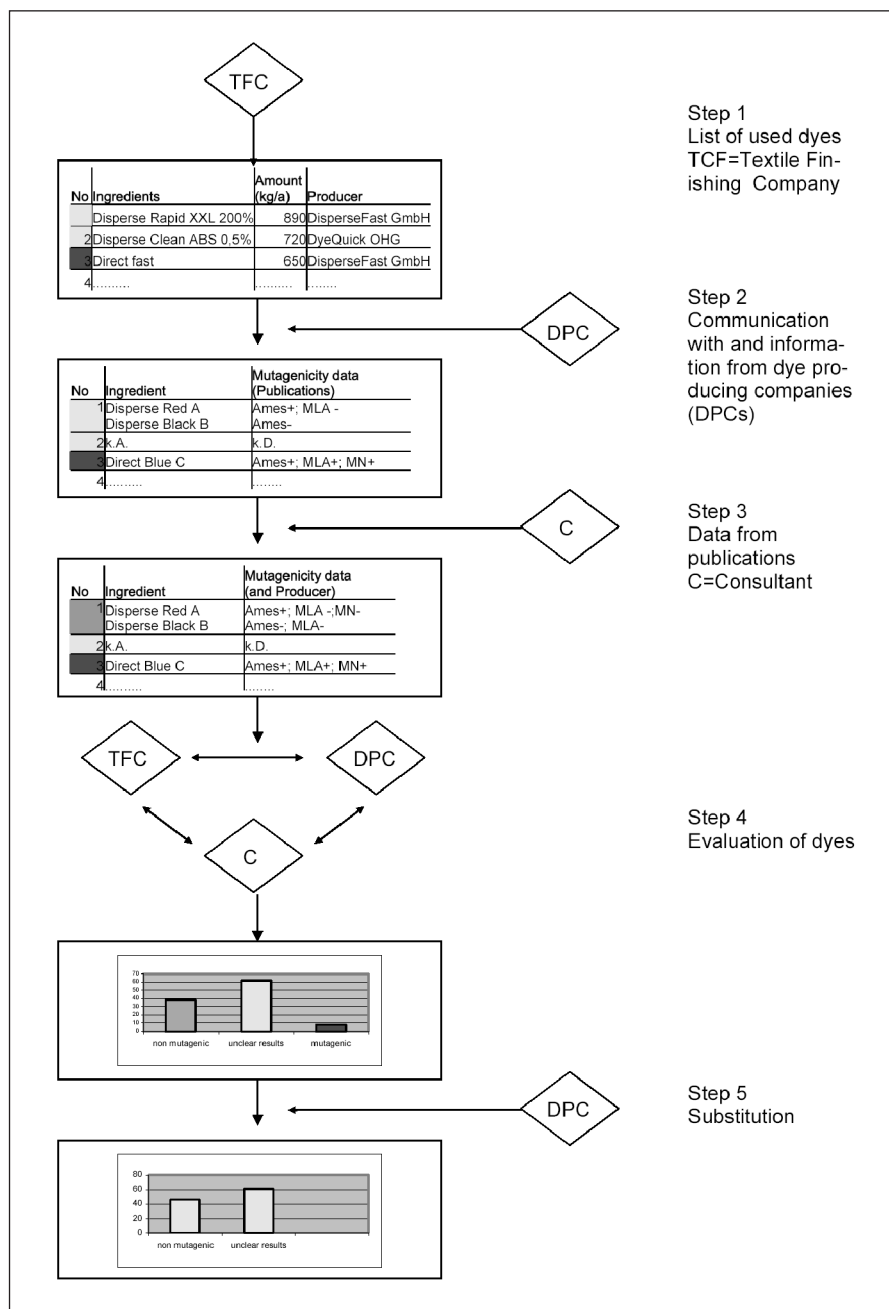 TFC
Step 1
List of used dyes
TCF=Textile Fin-
ishing Company
No Ingredients Amount (kg/a) Producer
Disperse Rapid XXL 200% 890 DisperseFast GmbH
2 Disperse Clean ABS 0,5% 720 DyeQuick OHG
3 Direct fast 650 DisperseFast GmbH
4 .......... .......... ........
DPC
Step 2
Communication
with and informa-
tion from dye pro-
ducing companies
(DPCs)
Mutagenicity data
No Ingredient (Publications)
1 Disperse Red A Ames+; MLA -
Disperse Black B Ames-
2 k.A. k.D.
3 Direct Blue C Ames+; MLA+; MN+
4 .......... ........
C
Step 3
Data from
publications
C=Consultant
Mutagenicity data
No Ingredient (and Producer)
1 Disperse Red A Ames+; MLA -;MN-
Disperse Black B Ames-; MLA-
2 k.A. k.D.
3 Direct Blue C Ames+; MLA+; MN+
4 .......... ........
TFC DPC
C
Step 4
Evaluation of dyes
70
60
50
40
30
20
10
0
non mutagenic unclear results mutagenic
DPC
Step 5
Substitution
80
60
40
20
0
non mutagenic unclear results